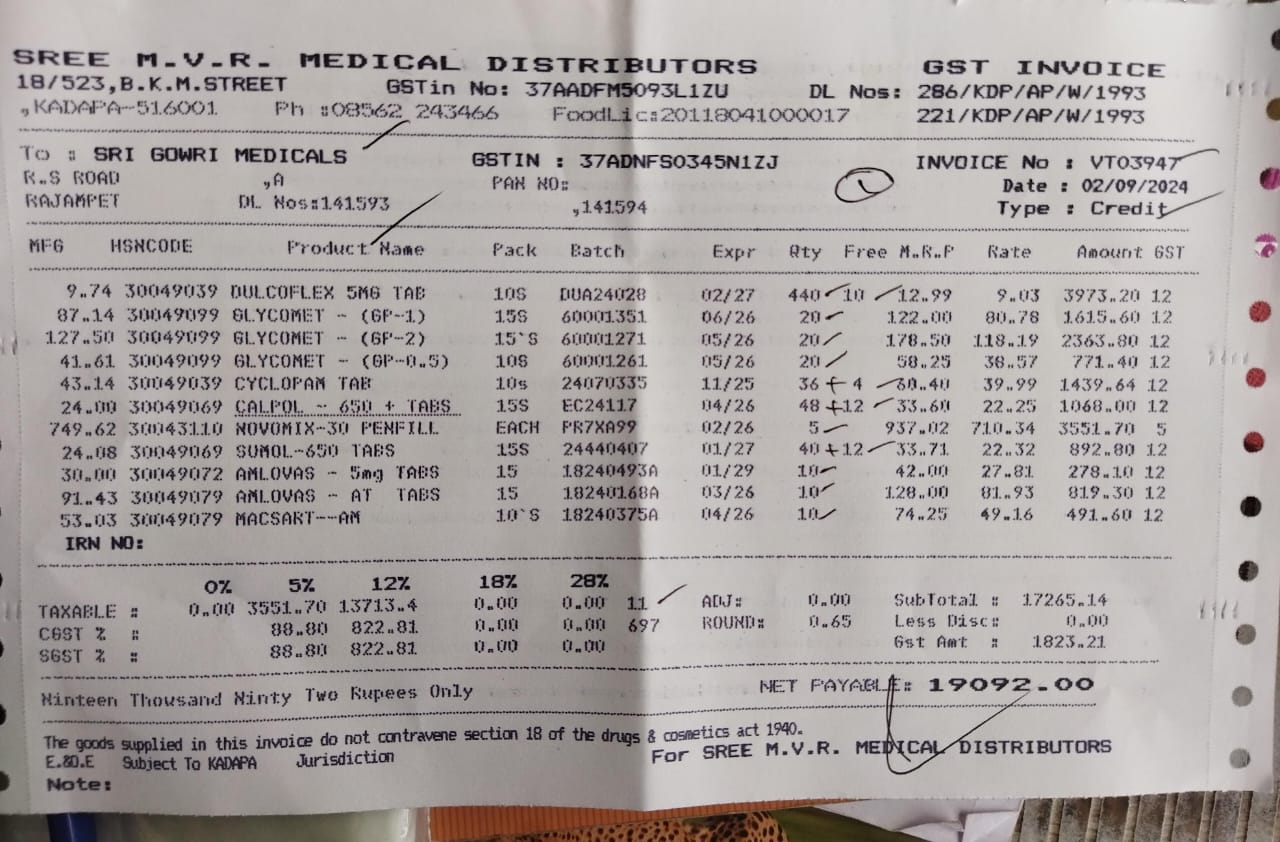 SREE M.V.R. MEDICAL DISTRIBUTORS GST INVOICE
18/523,B.K.M.STREET GSTin No: 37AADFM5093L1ZU DL Nos: 286/KDP/AP/W/1993
,KADAPA-516001 Ph :08562 243466 FoodLic:20118041000017 221/KDP/AP/W/1993
To : SRI GOWRI MEDICALS GSTIN : 37ADNFS0345N1ZJ INVOICE No : VT03947
R.S ROAD ,A PAN NO: Date : 02/09/2024
RAJAMPET DL Nos:141593 ,141594 Type : Credit
MFG HSNCODE Product Name Pack Batch Expr Qty Free M.R.P Rate Amount GST
9.74 30049039 DULCOFLEX 5MG TAB 10S DUA24028 02/27 440 10 12.99 9.03 3973.20 12
87.14 30049099 GLYCOMET - (GP-1) 15S 60001351 06/26 20 122.00 80.78 1615.60 12
127.50 30049099 GLYCOMET - (GP-2) 15`S 60001271 05/26 20 178.50 118.19 2363.80 12
41.61 30049099 GLYCOMET - (GP-0.5) 10S 60001261 05/26 20 58.25 38.57 771.40 12
43.14 30049039 CYCLOPAM TAB 10s 24070335 11/25 36 + 4 60.40 39.99 1439.64 12
24.00 30049069 CALPOL - 650 + TABS 15S EC24117 04/26 48 +12 33.60 22.25 1068.00 12
749.62 30043110 NOVOMIX-30 PENFILL EACH PR7XA99 02/26 5 937.02 710.34 3551.70 5
24.08 30049069 SUMOL-650 TABS 15S 24440407 01/27 40 +12 33.71 22.32 892.80 12
30.00 30049072 AMLOVAS - 5mg TABS 15 18240493A 01/29 10 42.00 27.81 278.10 12
91.43 30049079 AMLOVAS - AT TABS 15 18240168A 03/26 10 128.00 81.93 819.30 12
53.03 30049079 MACSART--AM 10`S 18240375A 04/26 10 74.25 49.16 491.60 12
IRN NO:
0% 5% 12% 18% 28%
TAXABLE : 0.00 3551.70 13713.4 0.00 0.00 11 ADJ: 0.00 SubTotal : 17265.14
CGST % : 88.80 822.81 0.00 0.00 697 ROUND: 0.65 Less Disc: 0.00
SGST % : 88.80 822.81 0.00 0.00 Gst Amt : 1823.21
Ninteen Thousand Ninty Two Rupees Only NET PAYABLE: 19092.00
The goods supplied in this invoice do not contravene section 18 of the drugs & cosmetics act 1940.
E.&O.E Subject To KADAPA Jurisdiction For SREE M.V.R. MEDICAL DISTRIBUTORS
Note: